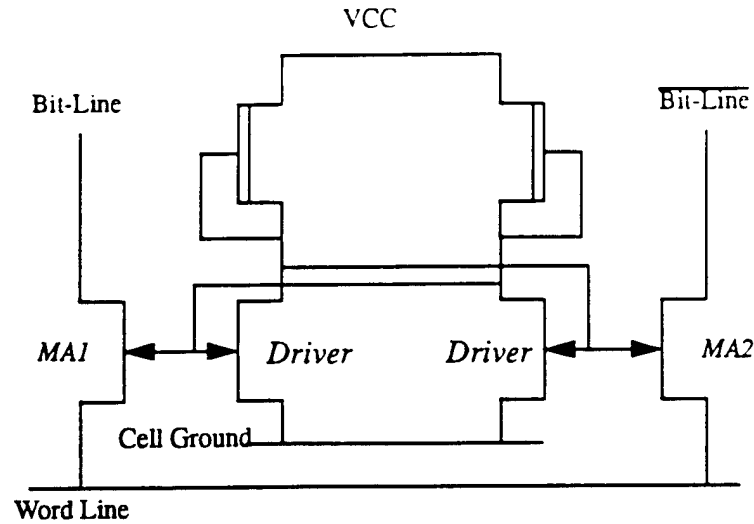 VCC
Bit-Line
Bit-Line
MA1
Driver
Driver
MA2
Cell Ground
Word Line